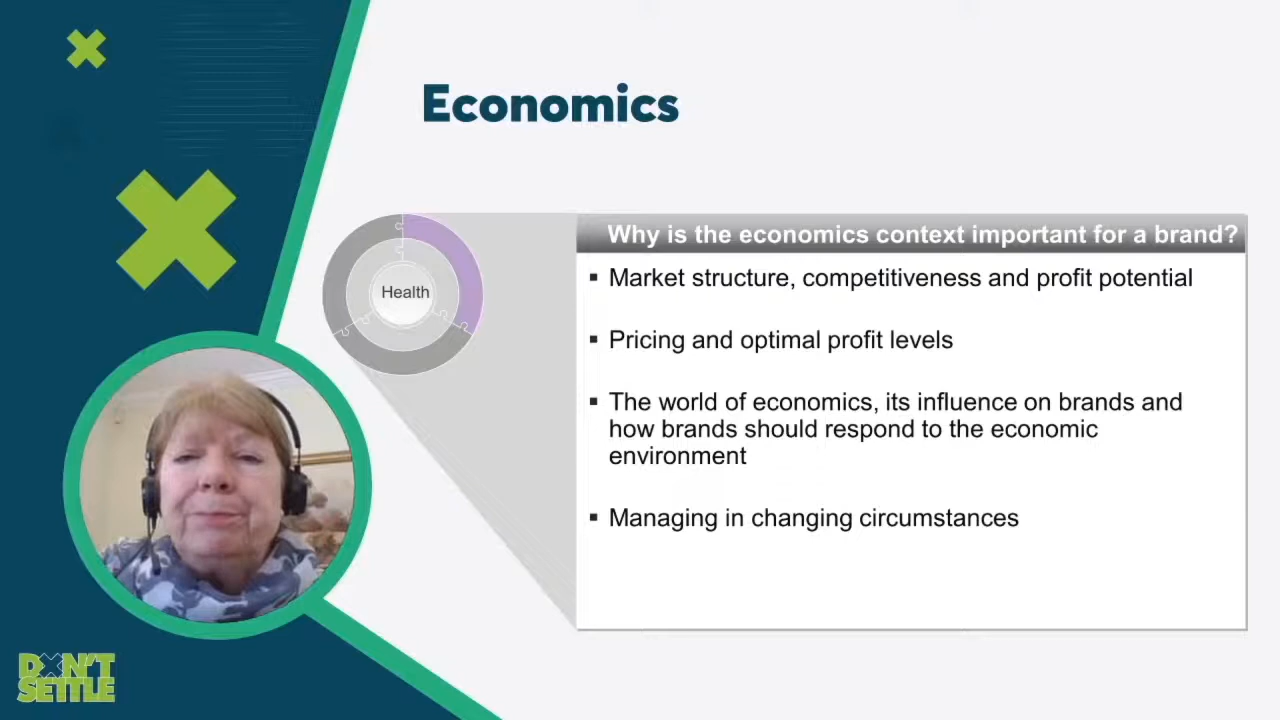 Economics
Health
Why is the economics context important for a brand?
▪ Market structure, competitiveness and profit potential
▪ Pricing and optimal profit levels
▪ The world of economics, its influence on brands and
how brands should respond to the economic
environment
▪ Managing in changing circumstances
DON'T
SETTLE